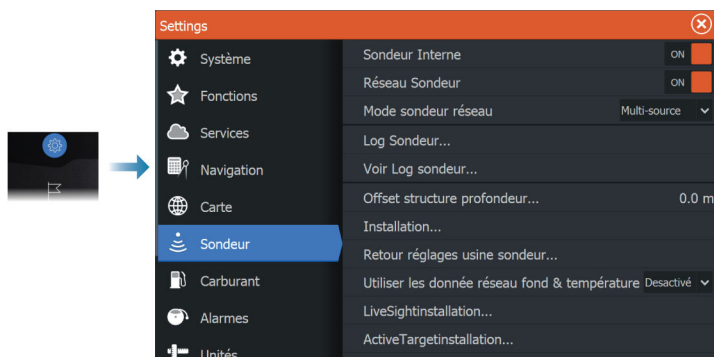 Settings
Système
Fonctions
Services
Navigation
Carte
Sondeur
Carburant
Alarmes
Unités
Sondeur Interne ON
Réseau Sondeur ON
Mode sondeur réseau Multi-source
Log Sondeur...
Voir Log sondeur...
Offset structure profondeur... 0.0 m
Installation...
Retour réglages usine sondeur...
Utiliser les donnée réseau fond & température Desactivé
LiveSightinstallation...
ActiveTargetinstallation...